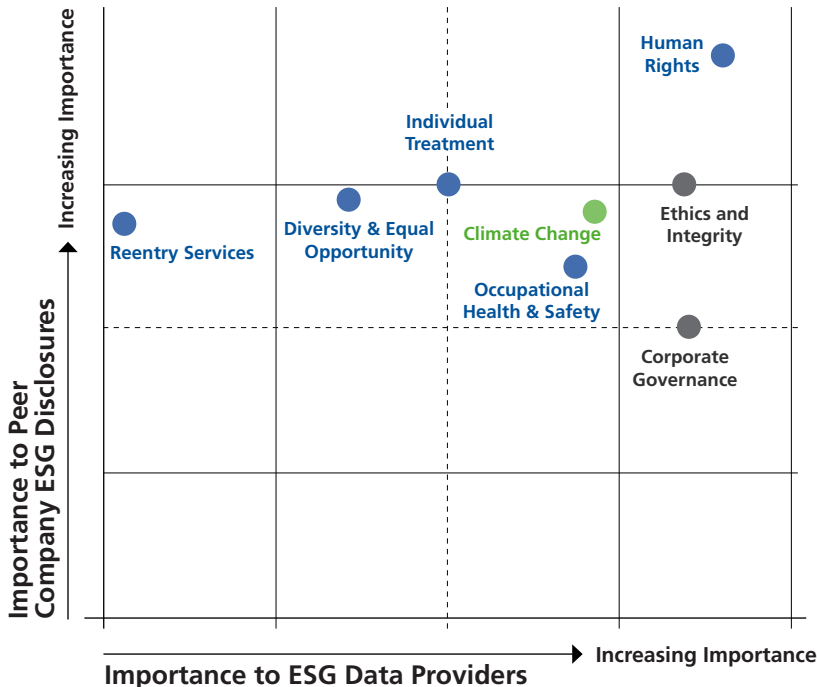 Human
Rights
Individual
Treatment
Diversity & Equal
Opportunity
Climate Change
Ethics and
Integrity
Reentry Services
Occupational
Health & Safety
Corporate
Governance
Increasing Importance
Importance to Peer
Company ESG Disclosures
Increasing Importance
Importance to ESG Data Providers